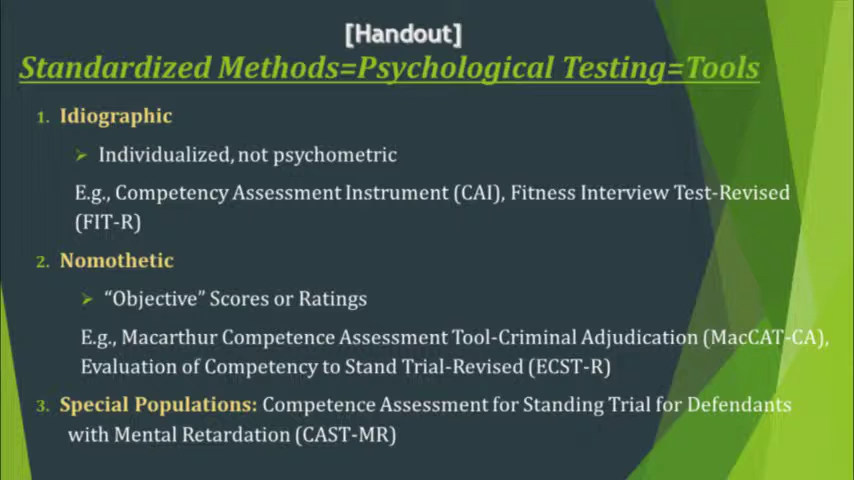 [Handout]
Standardized Methods=Psychological Testing=Tools
1. Idiographic
Individualized, not psychometric
E.g., Competency Assessment Instrument (CAI), Fitness Interview Test-Revised
(FIT-R)
2. Nomothetic
“Objective” Scores or Ratings
E.g., Macarthur Competence Assessment Tool-Criminal Adjudication (MacCAT-CA),
Evaluation of Competency to Stand Trial-Revised (ECST-R)
3. Special Populations: Competence Assessment for Standing Trial for Defendants
with Mental Retardation (CAST-MR)